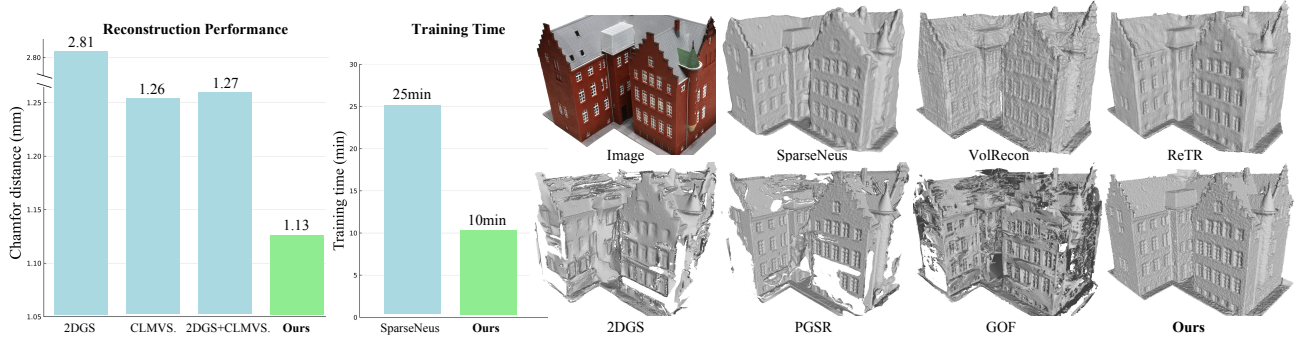 Reconstruction Performance
Chamfor distance (mm)
2.80
1.25
1.20
1.15
1.10
1.05
2.81
1.26
1.27
1.13
2DGS
CLMVS.
2DGS+CLMVS.
Ours
Training Time
Training time (min)
30
25
20
15
10
5
0
25min
10min
SparseNeus
Ours
Image
SparseNeus
VolRecon
ReTR
2DGS
PGSR
GOF
Ours